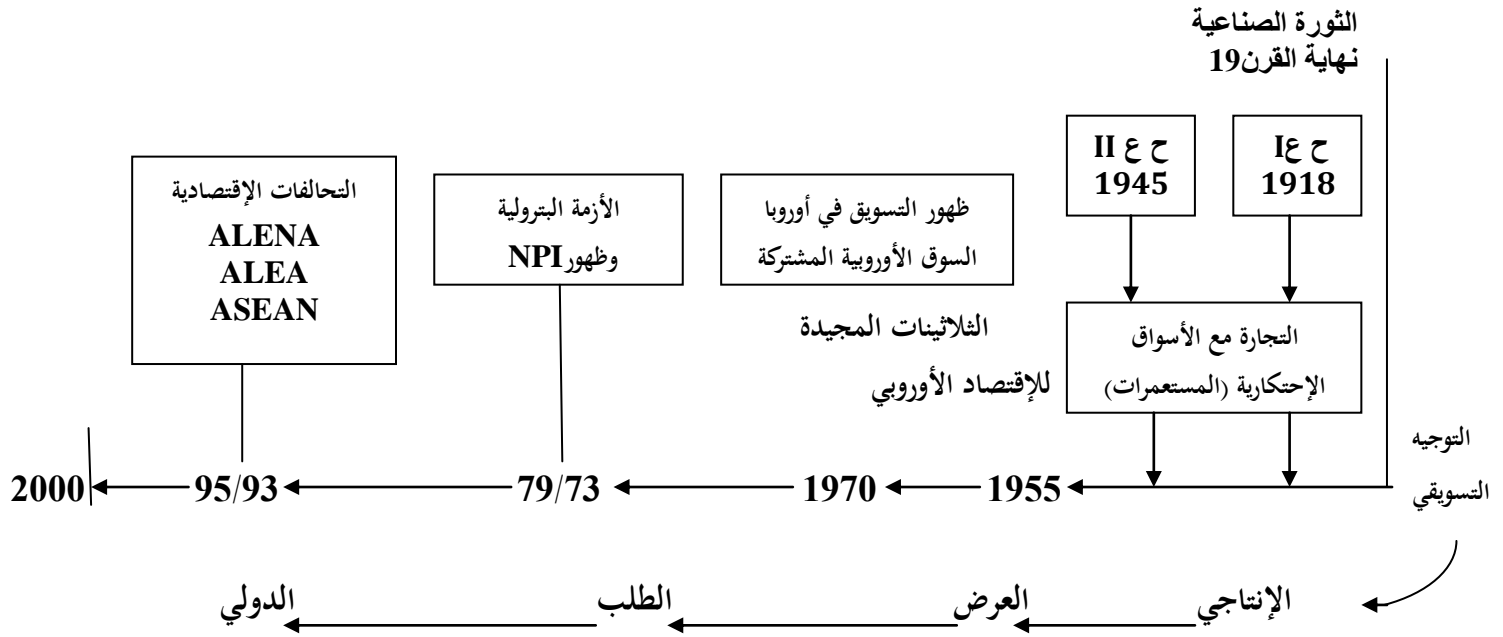 الثورة الصناعية
نهاية القرن19
ح عI
1918
ح ع II
1945
التجارة مع الأسواق
الإحتكارية (المستعمرات)
ظهور التسويق في أوروبا
السوق الأوروبية المشتركة
الثلاثينات المجيدة
للإقتصاد الأوروبي
الأزمة البترولية
وظهورNPI
التحالفات الإقتصادية
ALENA
ALEA
ASEAN
التوجيه
التسويقي
1955
1970
79/73
95/93
2000
الإنتاجي
العرض
الطلب
الدولي